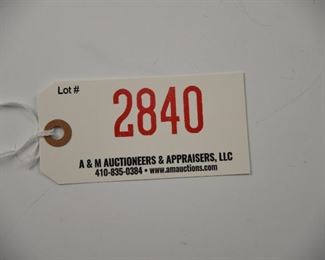 Lot #
2840
A & M AUCTIONEERS & APPRAISERS, LLC
410-835-0384 • www.amauctions.com